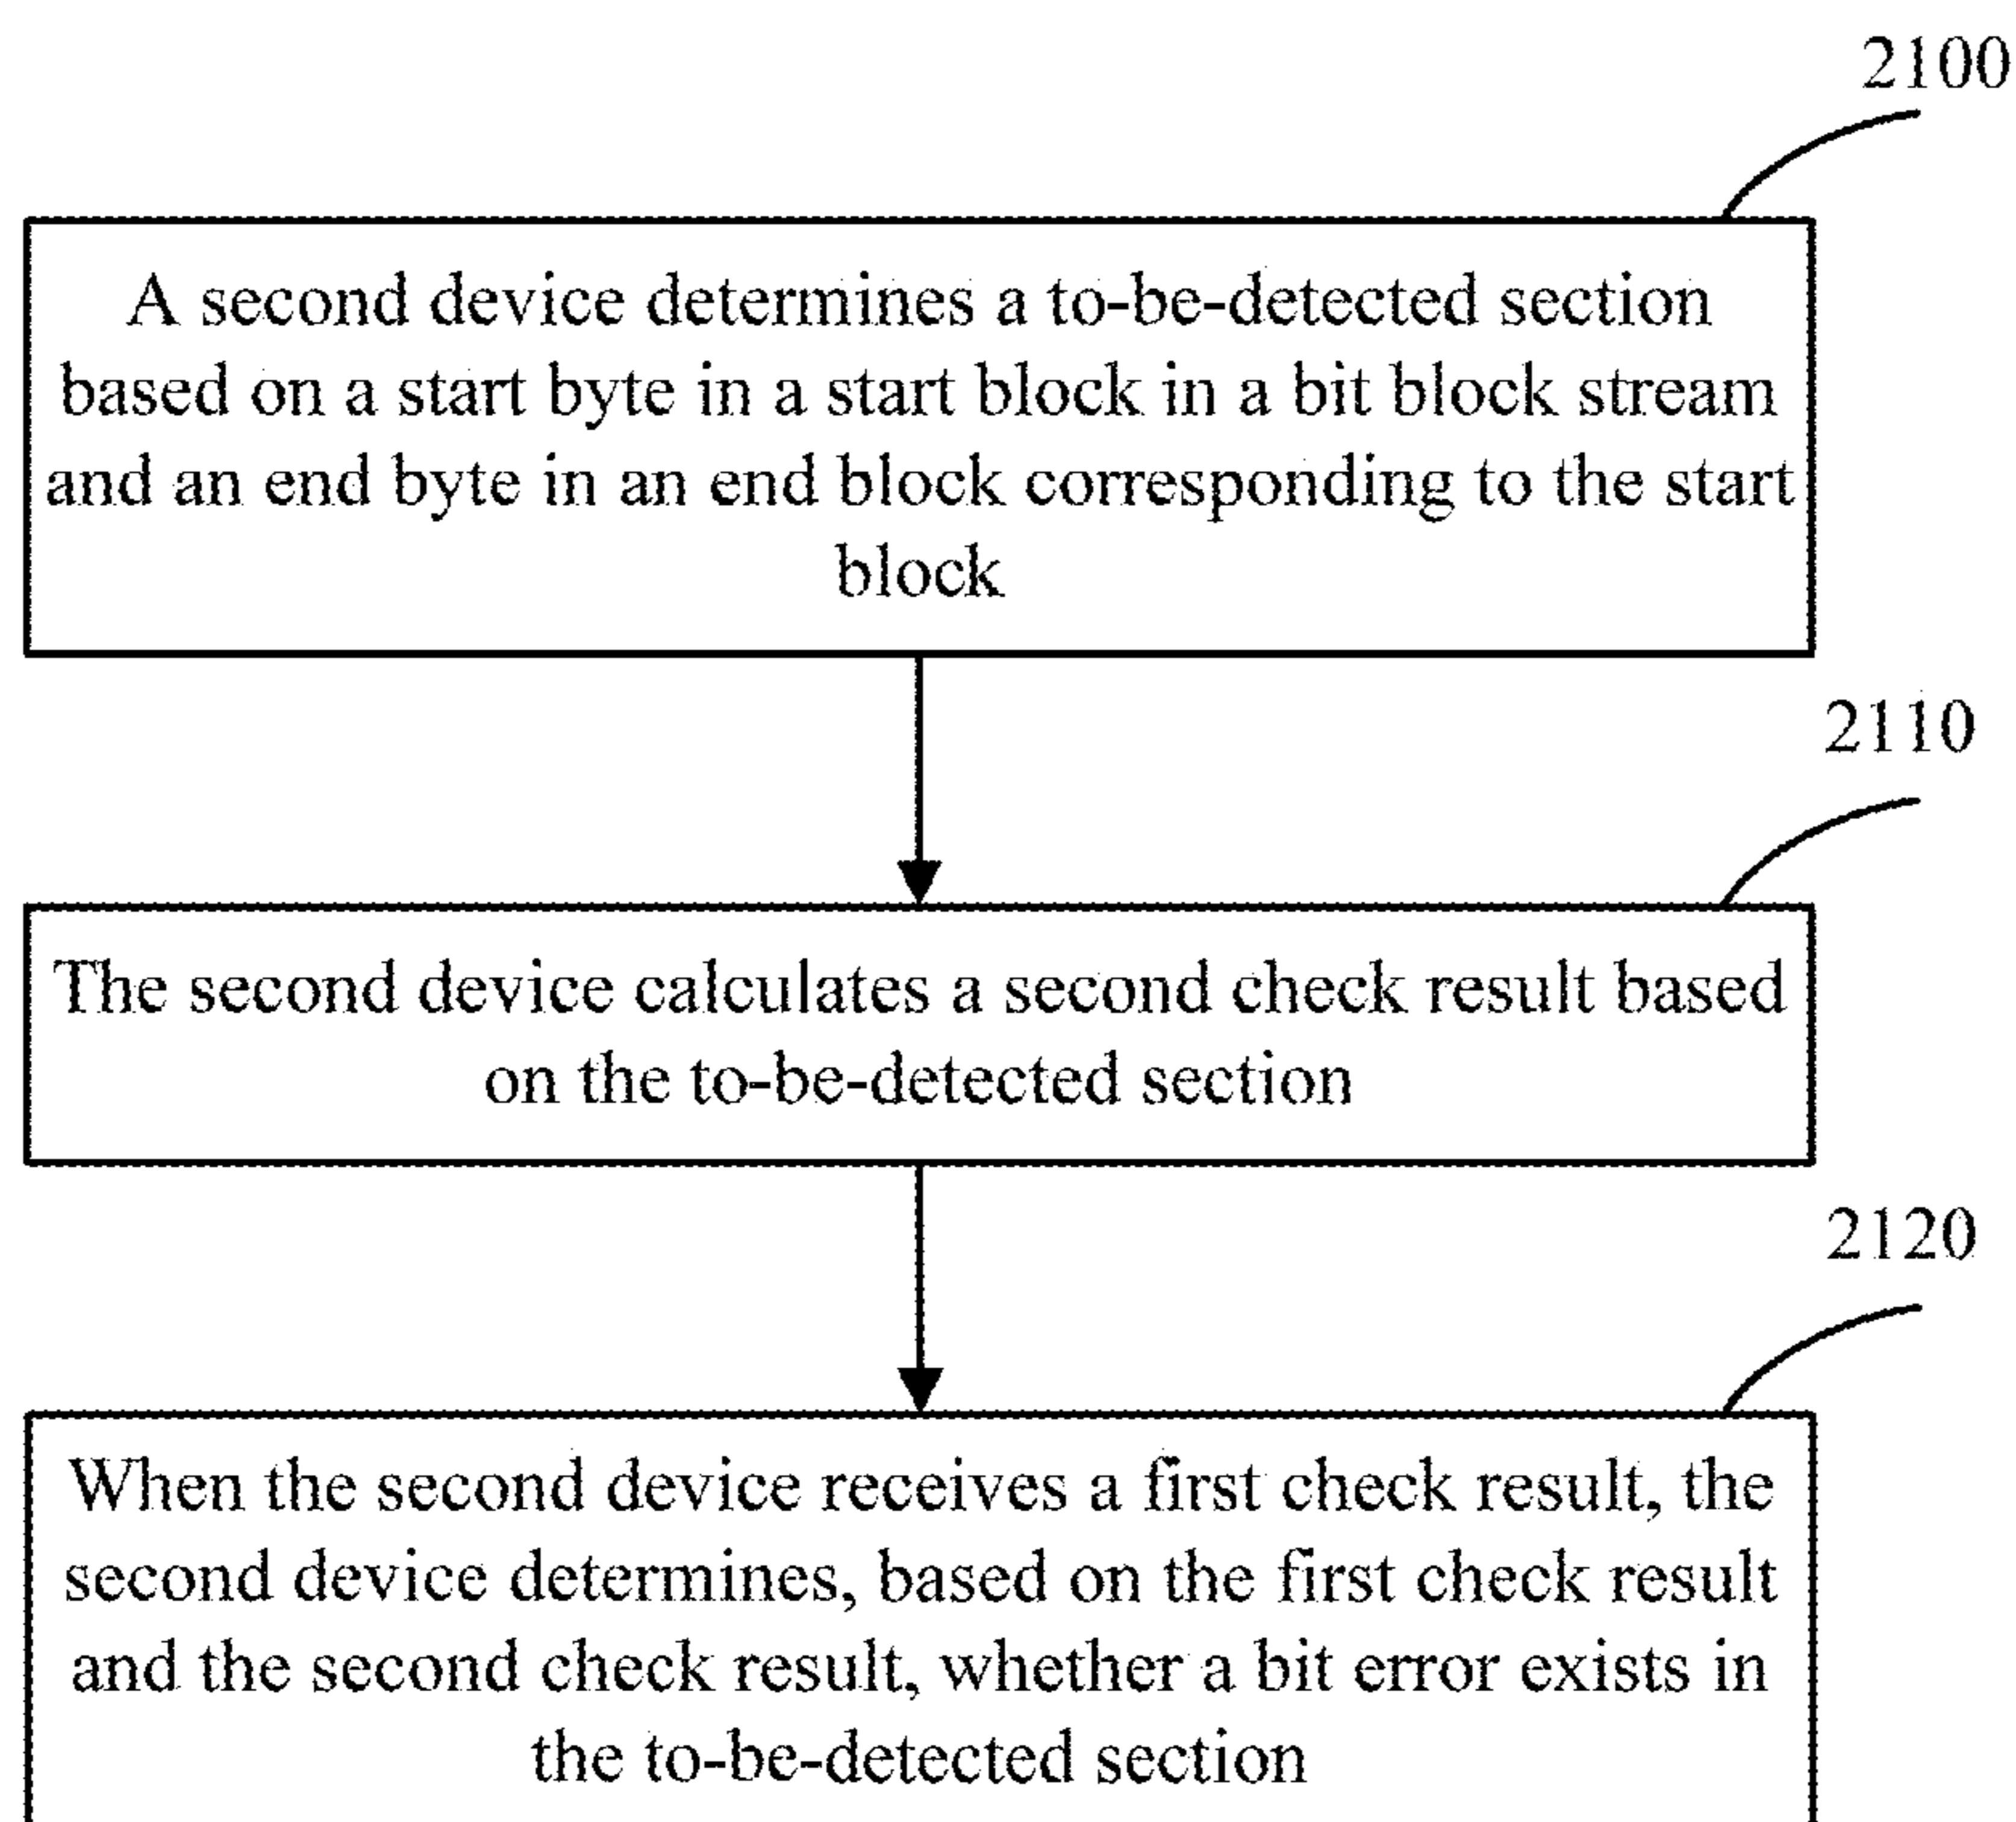 2100
A second device determines a to-be-detected section
based on a start byte in a start block in a bit block stream
and an end byte in an end block corresponding to the start
block
2110
The second device calculates a second check result based
on the to-be-detected section
2120
When the second device receives a first check result, the
second device determines, based on the first check result
and the second check result, whether a bit error exists in
the to-be-detected section